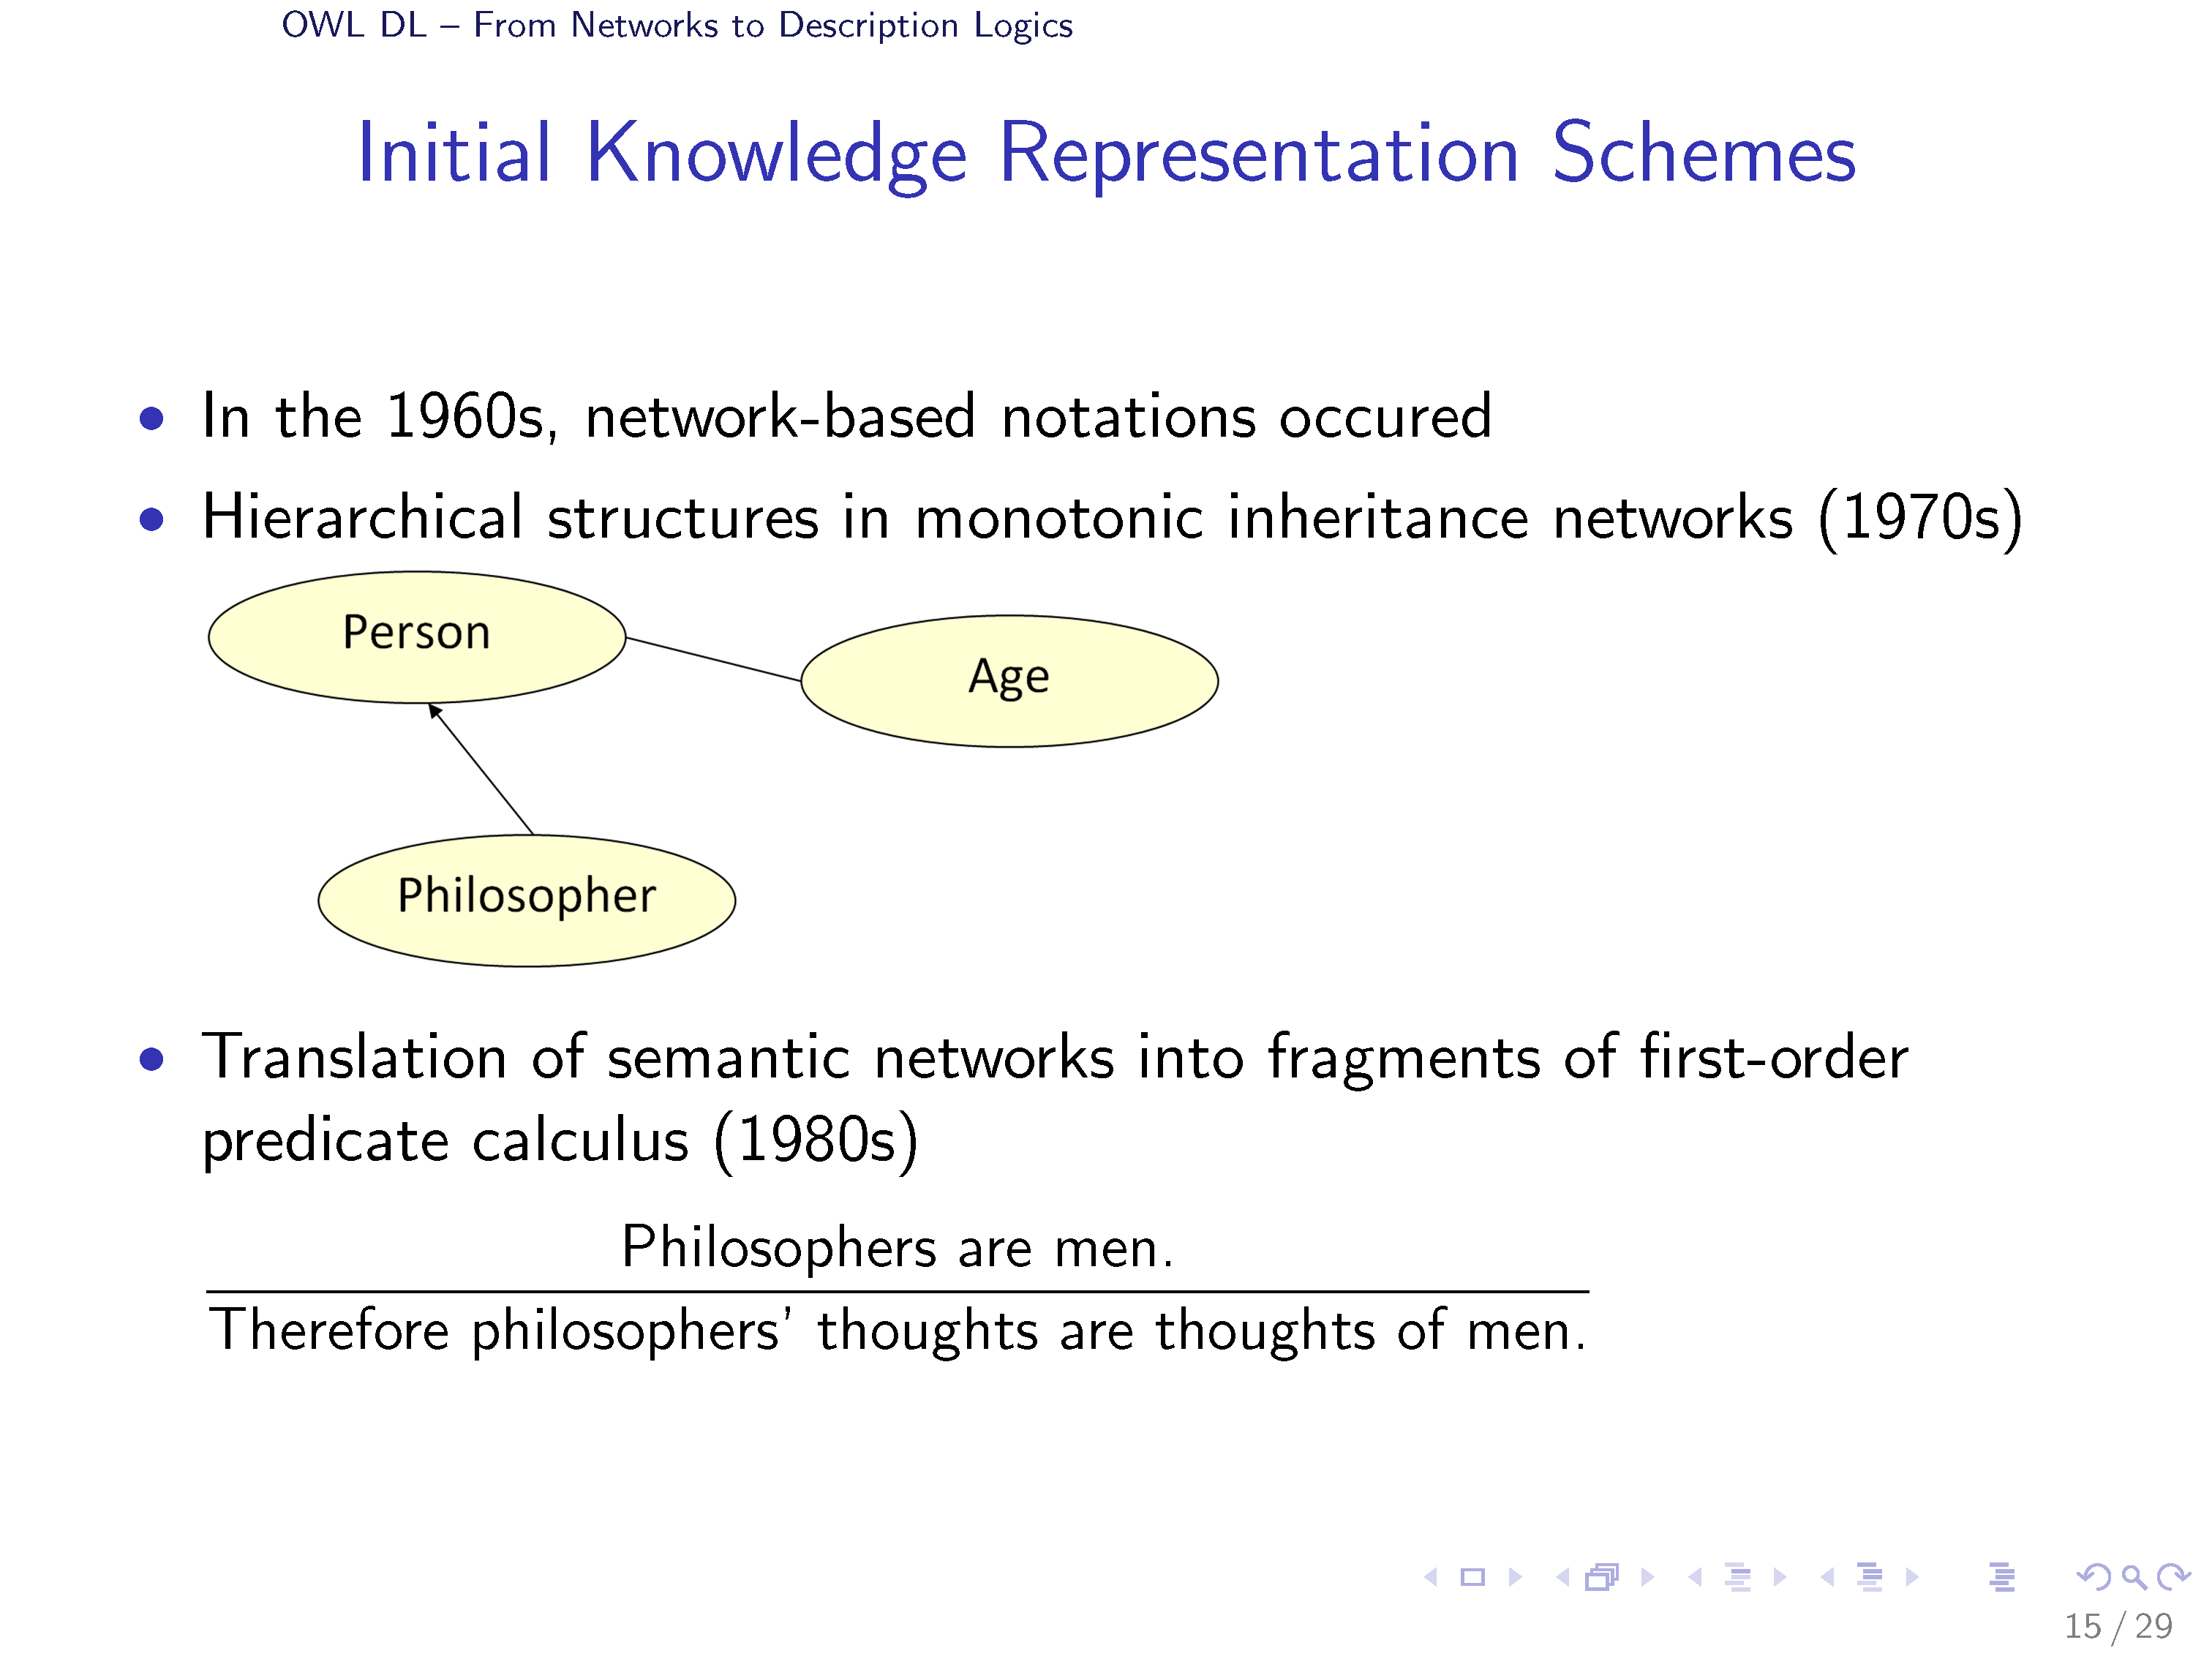 OWL DL – From Networks to Description Logics
Initial Knowledge Representation Schemes
• In the 1960s, network-based notations occured
• Hierarchical structures in monotonic inheritance networks (1970s)
Person
Age
Philosopher
• Translation of semantic networks into fragments of first-order
predicate calculus (1980s)
Philosophers are men.
Therefore philosophers' thoughts are thoughts of men.
15 / 29